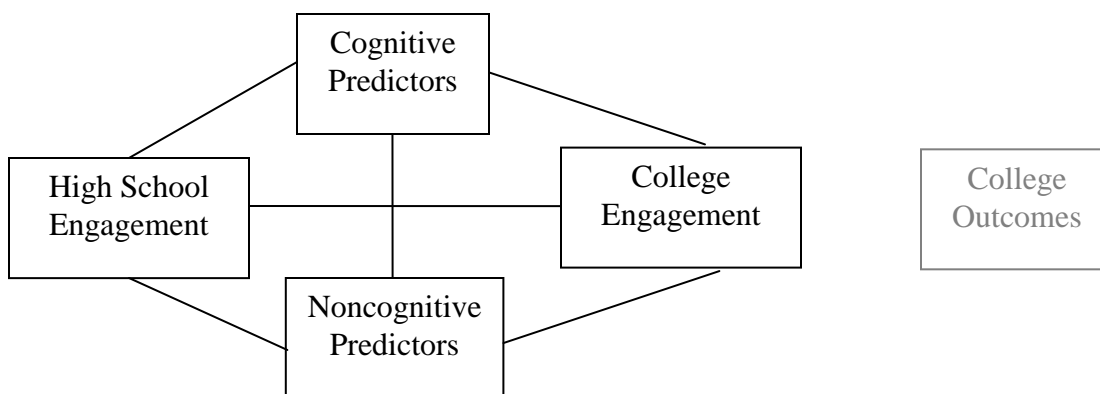 Cognitive
Predictors
High School
Engagement
College
Engagement
College
Outcomes
Noncognitive
Predictors